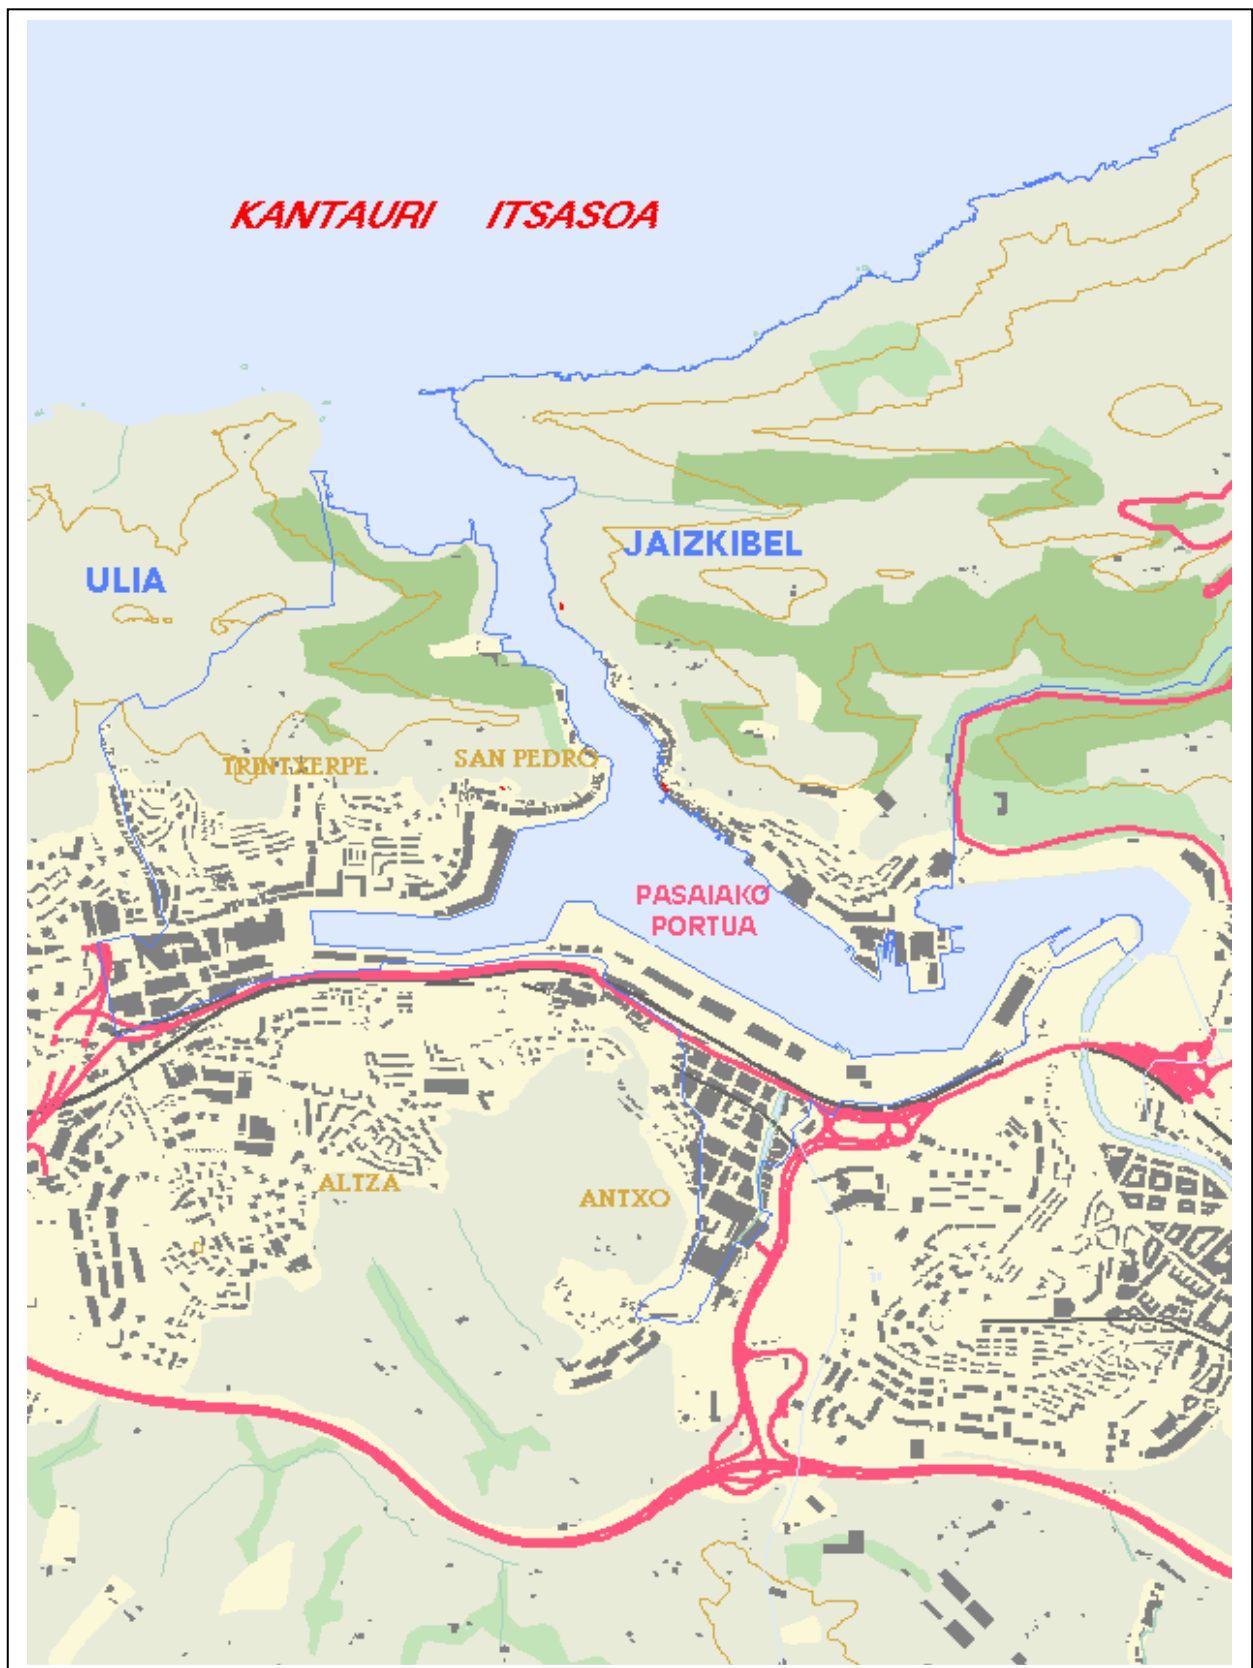 KANTAURI ITSASOA
JAIZKIBEL
ULIA
TRINTXERPE
SAN PEDRO
PASAIAKO
PORTUA
ALTZA
ANTXO